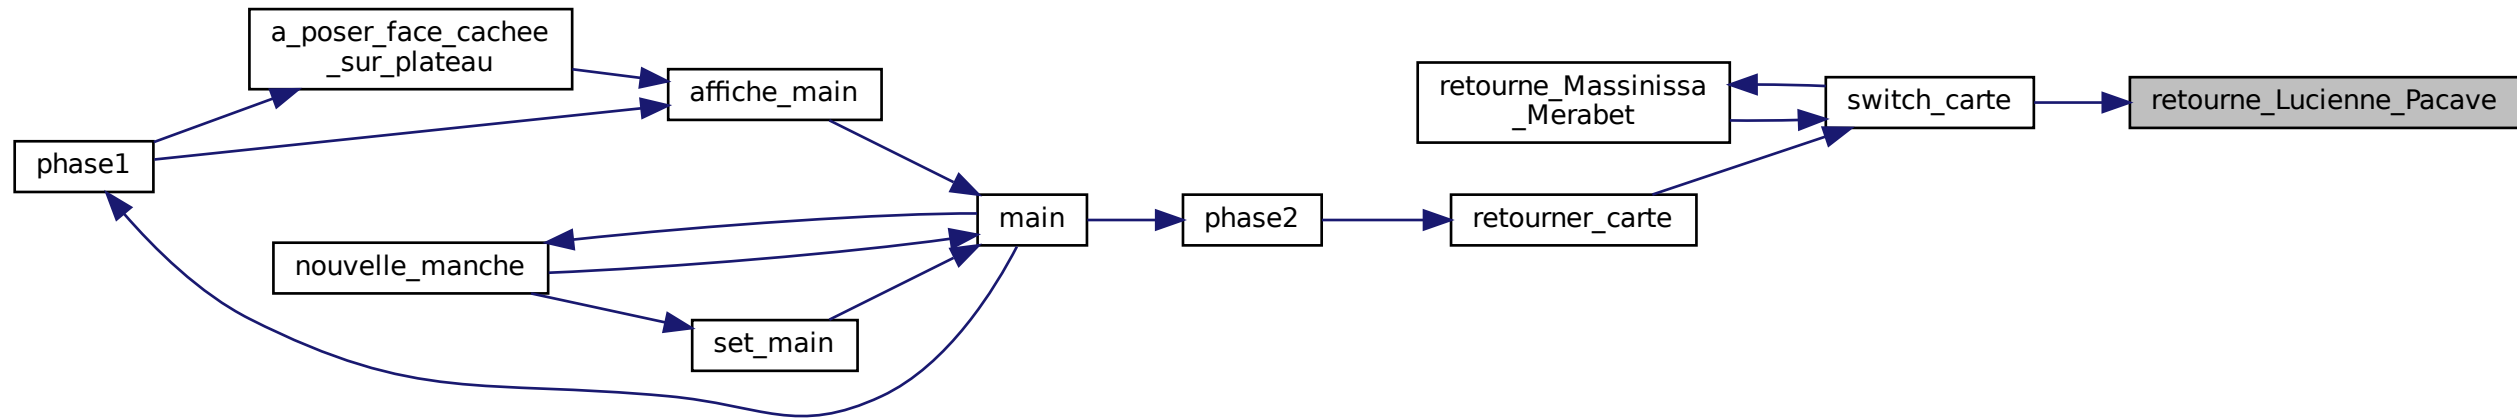 a_poser_face_cachee
_sur_plateau
affiche_main
retourne_Massinissa
_Merabet
switch_carte
retourne_Lucienne_Pacave
phase1
main
phase2
retourner_carte
nouvelle_manche
set_main